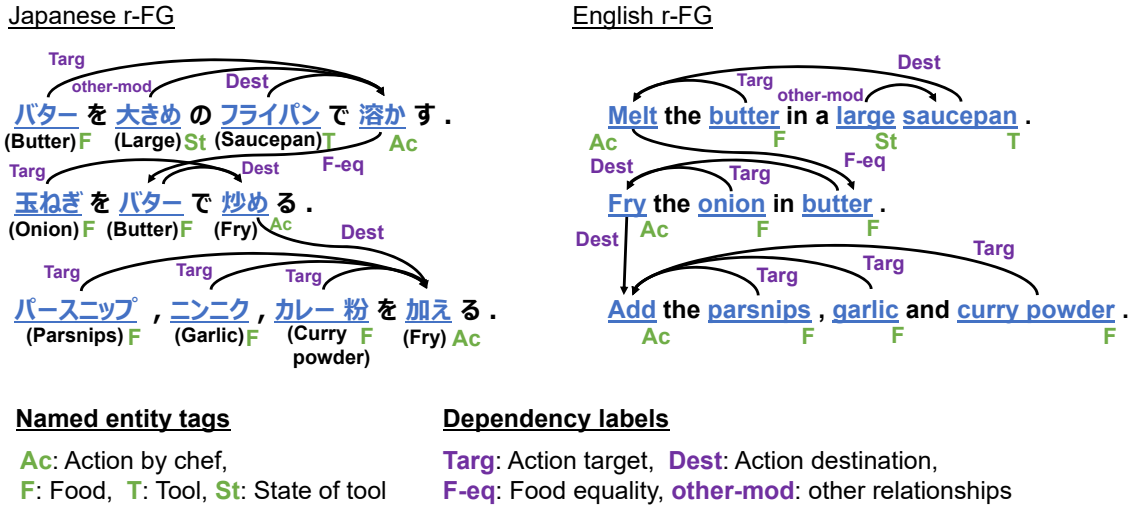 Japanese r-FG
English r-FG
Targ
other-mod
Dest
バター を 大きめ の フライパン で 溶か す .
(Butter) F (Large) St (Saucepan) T Ac
Targ
Dest
F-eq
玉ねぎ を バター で 炒め る .
(Onion) F (Butter) F (Fry) Ac
Dest
Targ
Targ
Targ
パースニップ , ニンニク , カレー 粉 を 加え る .
(Parsnips) F (Garlic) F (Curry powder) F (Fry) Ac
Dest
Targ
other-mod
Melt the butter in a large saucepan .
Ac F St T
F-eq
Dest
Targ
Fry the onion in butter .
Ac F F
Dest
Targ
Targ
Targ
Add the parsnips , garlic and curry powder .
Ac F F F
Named entity tags
Ac: Action by chef,
F: Food, T: Tool, St: State of tool
Dependency labels
Targ: Action target, Dest: Action destination,
F-eq: Food equality, other-mod: other relationships